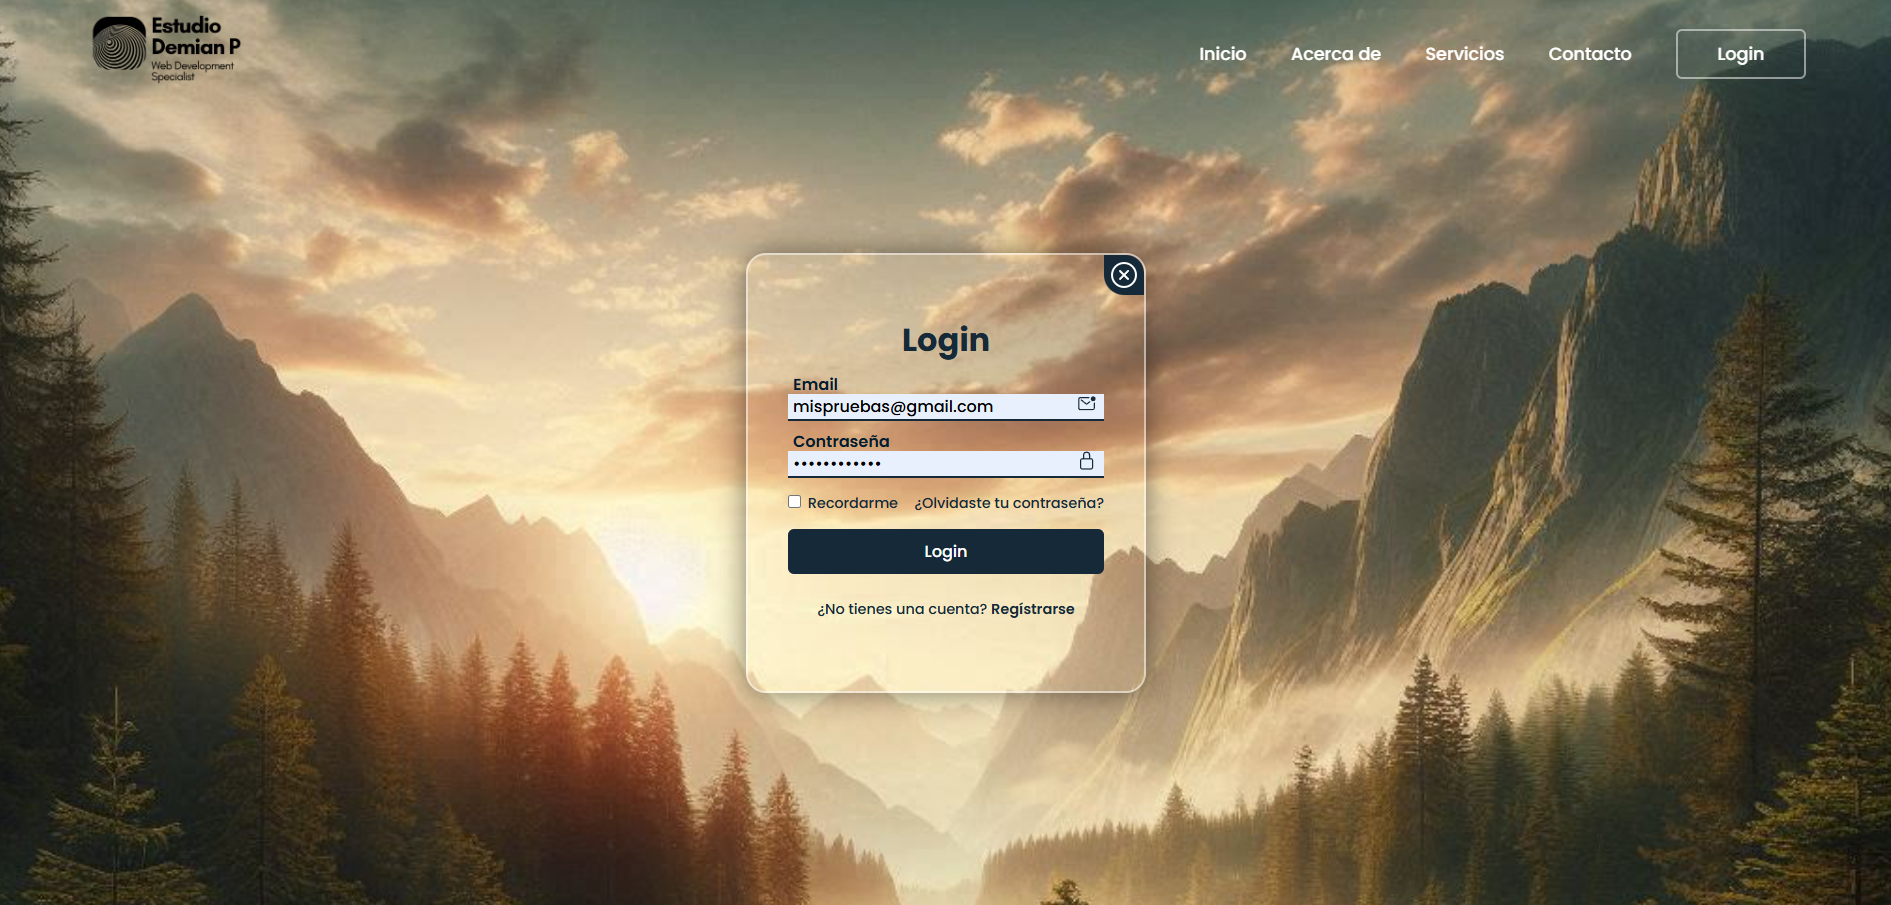 Estudio
Demian P
Web Development
Specialist
Inicio
Acerca de
Servicios
Contacto
Login
Login
Email
mispruebas@gmail.com
Contraseña
••••••••••••
Recordarme
¿Olvidaste tu contraseña?
Login
¿No tienes una cuenta? Regístrarse